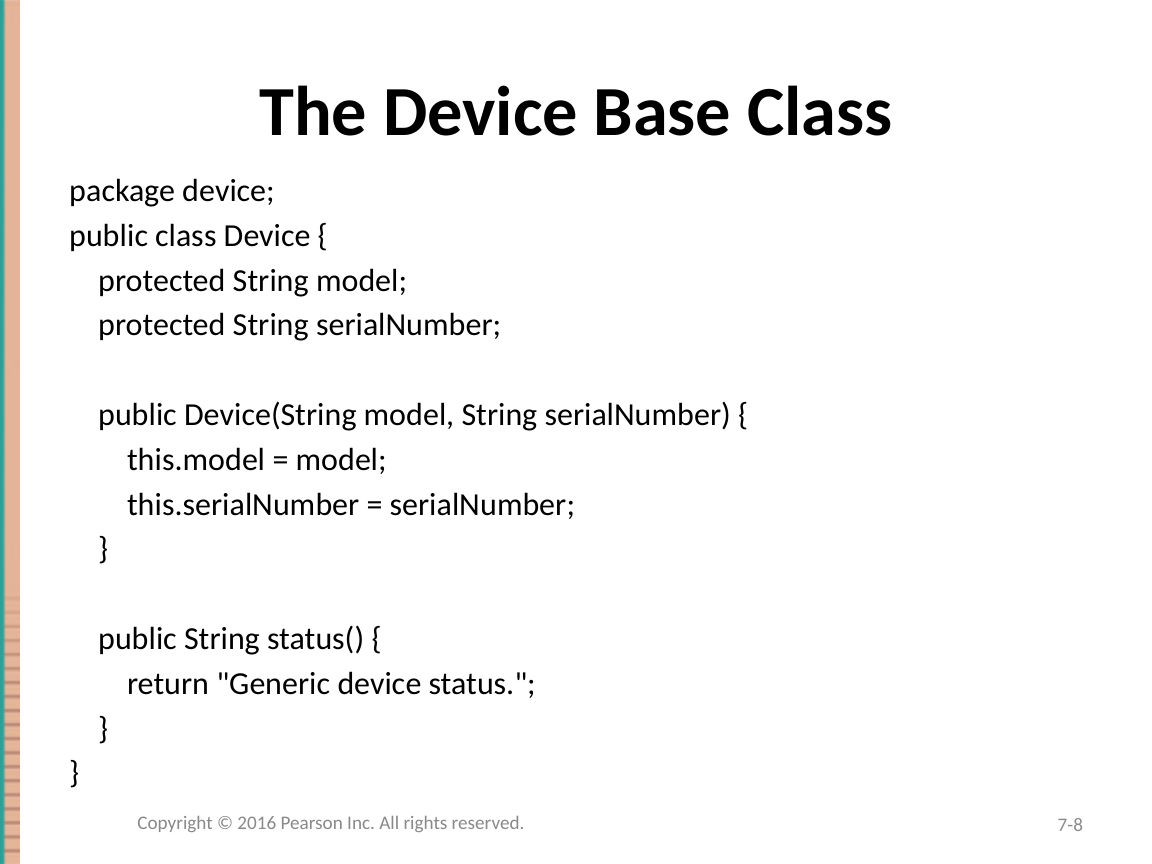 The Device Base Class
package device;
public class Device {
protected String model;
protected String serialNumber;
public Device(String model, String serialNumber) {
this.model = model;
this.serialNumber = serialNumber;
}
public String status() {
return "Generic device status.";
}
}
Copyright © 2016 Pearson Inc. All rights reserved.
7-8